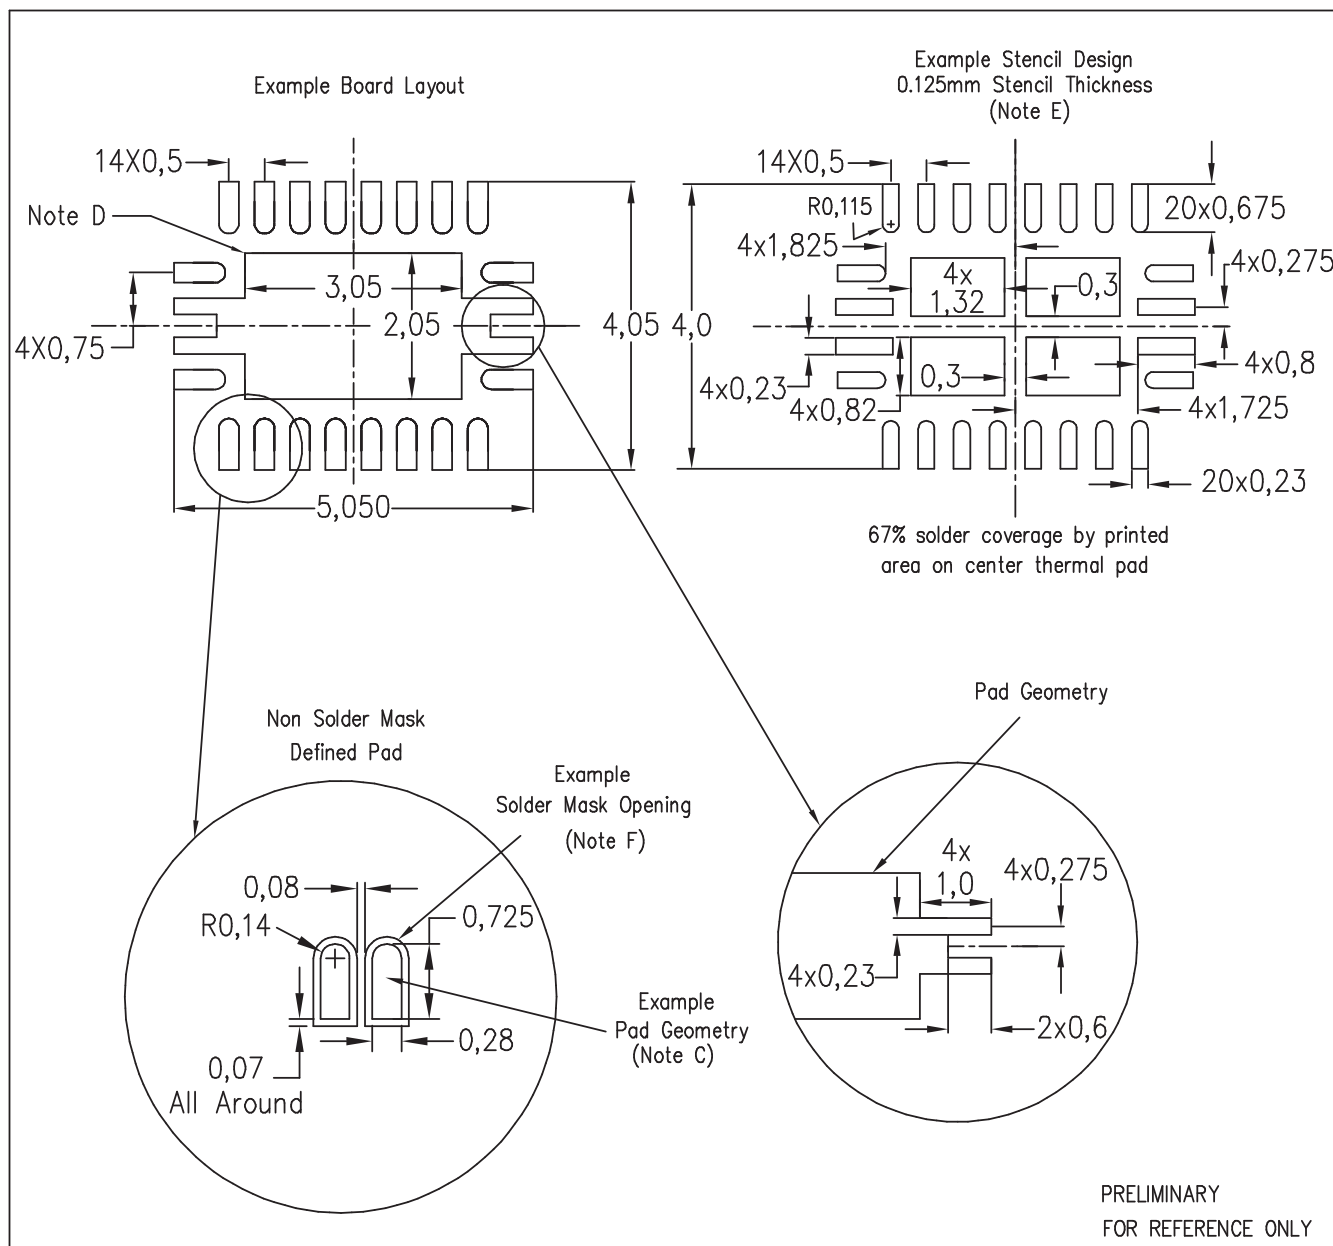 Example Board Layout
14X0,5
Note D
3,05
2,05
4X0,75
4,05
5,050
Example Stencil Design
0.125mm Stencil Thickness
(Note E)
14X0,5
R0,115
4x1,825
20x0,675
4x0,275
4x
1,32
0,3
4,0
4x0,23
4x0,82
0,3
4x0,8
4x1,725
20x0,23
67% solder coverage by printed
area on center thermal pad
Non Solder Mask
Defined Pad
Example
Solder Mask Opening
(Note F)
0,08
R0,14
0,725
Example
Pad Geometry
(Note C)
0,28
0,07
All Around
Pad Geometry
4x
1,0
4x0,275
4x0,23
2x0,6
PRELIMINARY
FOR REFERENCE ONLY